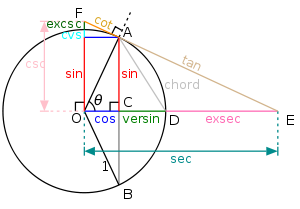 F
excsc
cot
A
cvs
csc
sin
sin
tan
chord
θ
O
C
cos
versin
D
exsec
E
1
sec
B